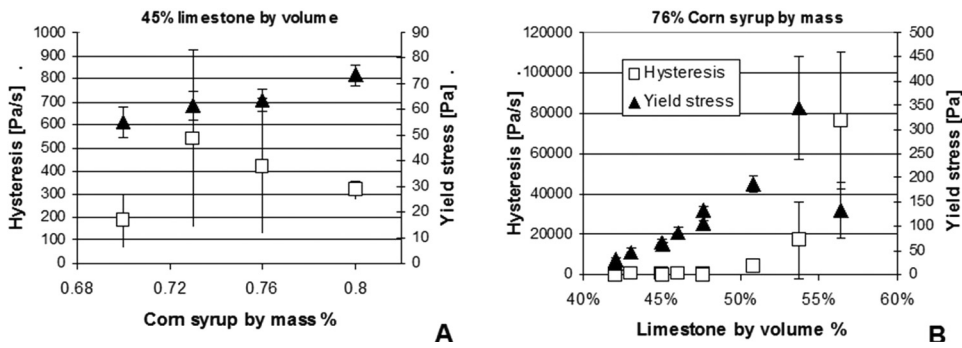 45% limestone by volume
Hysteresis [Pa/s]
1000
900
800
700
600
500
400
300
200
100
0
90
80
70
60
50
40
30
20
10
0
Yield stress [Pa] .
0.68 0.72 0.76 0.8
Corn syrup by mass %
A
76% Corn syrup by mass
Hysteresis [Pa/s] .
120000
100000
80000
60000
40000
20000
0
Hysteresis
Yield stress
500
450
400
350
300
250
200
150
100
50
0
Yield stress [Pa] .
40% 45% 50% 55% 60%
Limestone by volume %
B